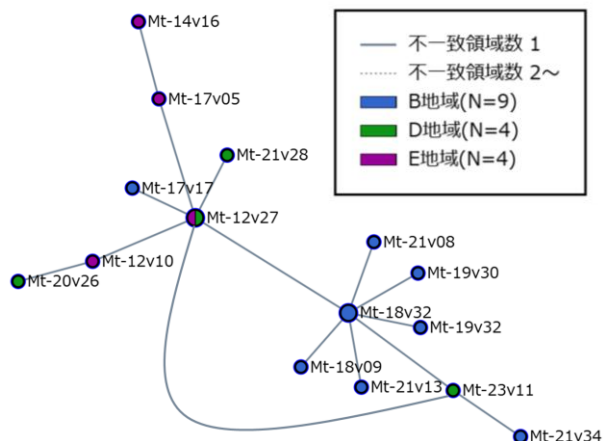 Mt-14v16
不一致領域数 1
不一致領域数 2～
B地域(N=9)
D地域(N=4)
E地域(N=4)
Mt-17v05
Mt-21v28
Mt-17v17
Mt-12v27
Mt-21v08
Mt-12v10
Mt-19v30
Mt-20v26
Mt-18v32
Mt-19v32
Mt-18v09
Mt-21v13
Mt-23v11
Mt-21v34